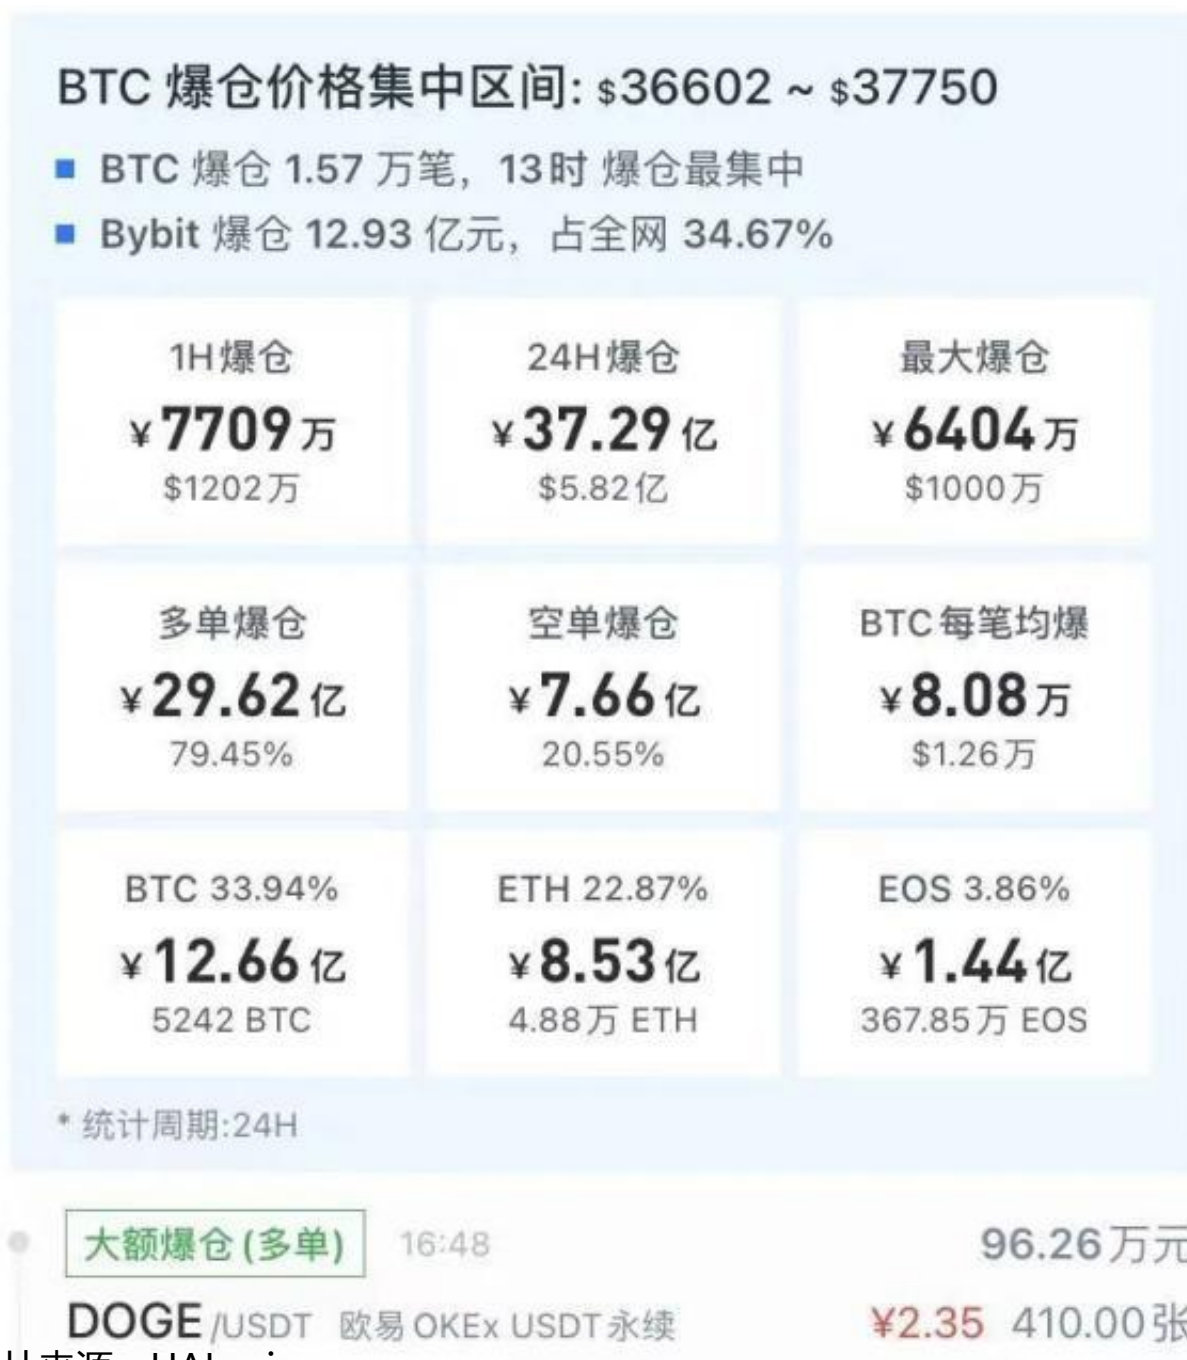 BTC 爆仓价格集中区间: $36602 ~ $37750
BTC 爆仓 1.57 万笔，13时 爆仓最集中
Bybit 爆仓 12.93 亿元，占全网 34.67%
1H爆仓 24H爆仓 最大爆仓
¥7709万 ¥37.29亿 ¥6404万
$1202万 $5.82亿 $1000万
多单爆仓 空单爆仓 BTC每笔均爆
¥29.62亿 ¥7.66亿 ¥8.08万
79.45% 20.55% $1.26万
BTC 33.94% ETH 22.87% EOS 3.86%
¥12.66亿 ¥8.53亿 ¥1.44亿
5242 BTC 4.88万 ETH 367.85万 EOS
* 统计周期:24H
大额爆仓(多单) 16:48 96.26万元
DOGE/USDT 欧易OKEx USDT永续 ¥2.35 410.00张